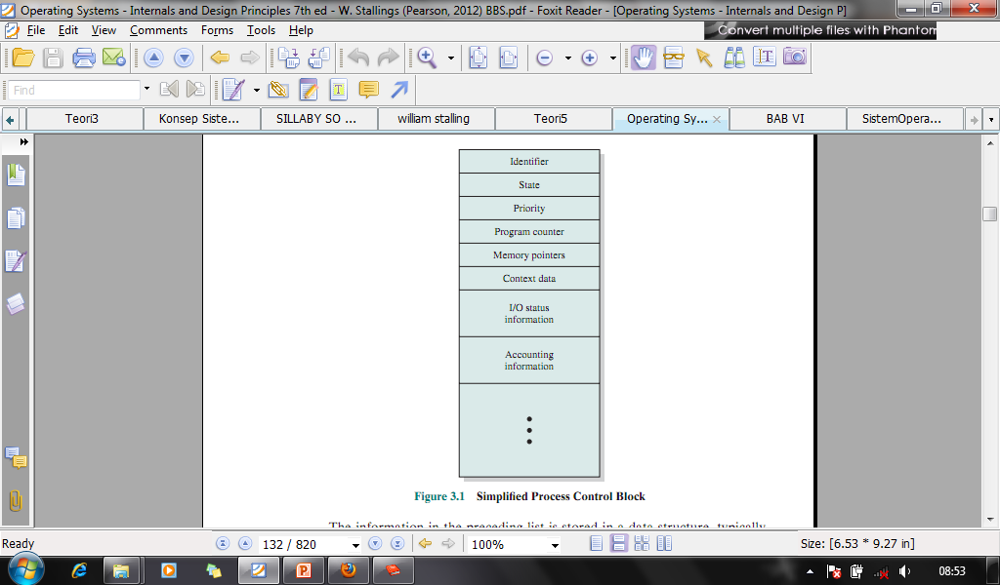 Operating Systems - Internals and Design Principles 7th ed - W. Stallings (Pearson, 2012) BBS.pdf - Foxit Reader - [Operating Systems - Internals and Design P]
File Edit View Comments Forms Tools Help
Convert multiple files with Phantom
Find
Teori3 Konsep Siste... SILLABY SO ... william stalling Teori5 Operating Sy... BAB VI SistemOpera...
Identifier
State
Priority
Program counter
Memory pointers
Context data
I/O status
information
Accounting
information
Figure 3.1 Simplified Process Control Block
The information in the preceding list is stored in a data structure, typically
Ready 132 / 820 100% Size: [6.53 * 9.27 in]
08:53